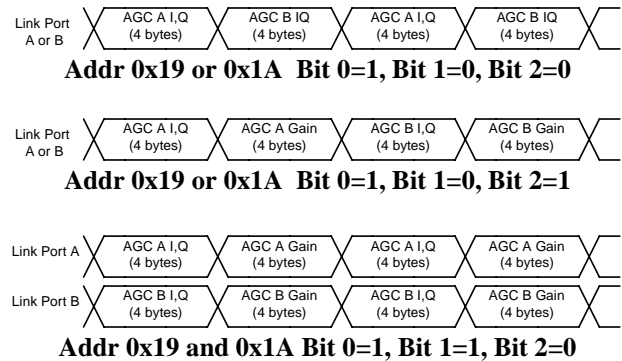 Link Port A or B
AGC A I,Q (4 bytes)
AGC B IQ (4 bytes)
AGC A I,Q (4 bytes)
AGC B IQ (4 bytes)
Addr 0x19 or 0x1A Bit 0=1, Bit 1=0, Bit 2=0
Link Port A or B
AGC A I,Q (4 bytes)
AGC A Gain (4 bytes)
AGC B I,Q (4 bytes)
AGC B Gain (4 bytes)
Addr 0x19 or 0x1A Bit 0=1, Bit 1=0, Bit 2=1
Link Port A
AGC A I,Q (4 bytes)
AGC A Gain (4 bytes)
AGC A I,Q (4 bytes)
AGC A Gain (4 bytes)
Link Port B
AGC B I,Q (4 bytes)
AGC B Gain (4 bytes)
AGC B I,Q (4 bytes)
AGC B Gain (4 bytes)
Addr 0x19 and 0x1A Bit 0=1, Bit 1=1, Bit 2=0